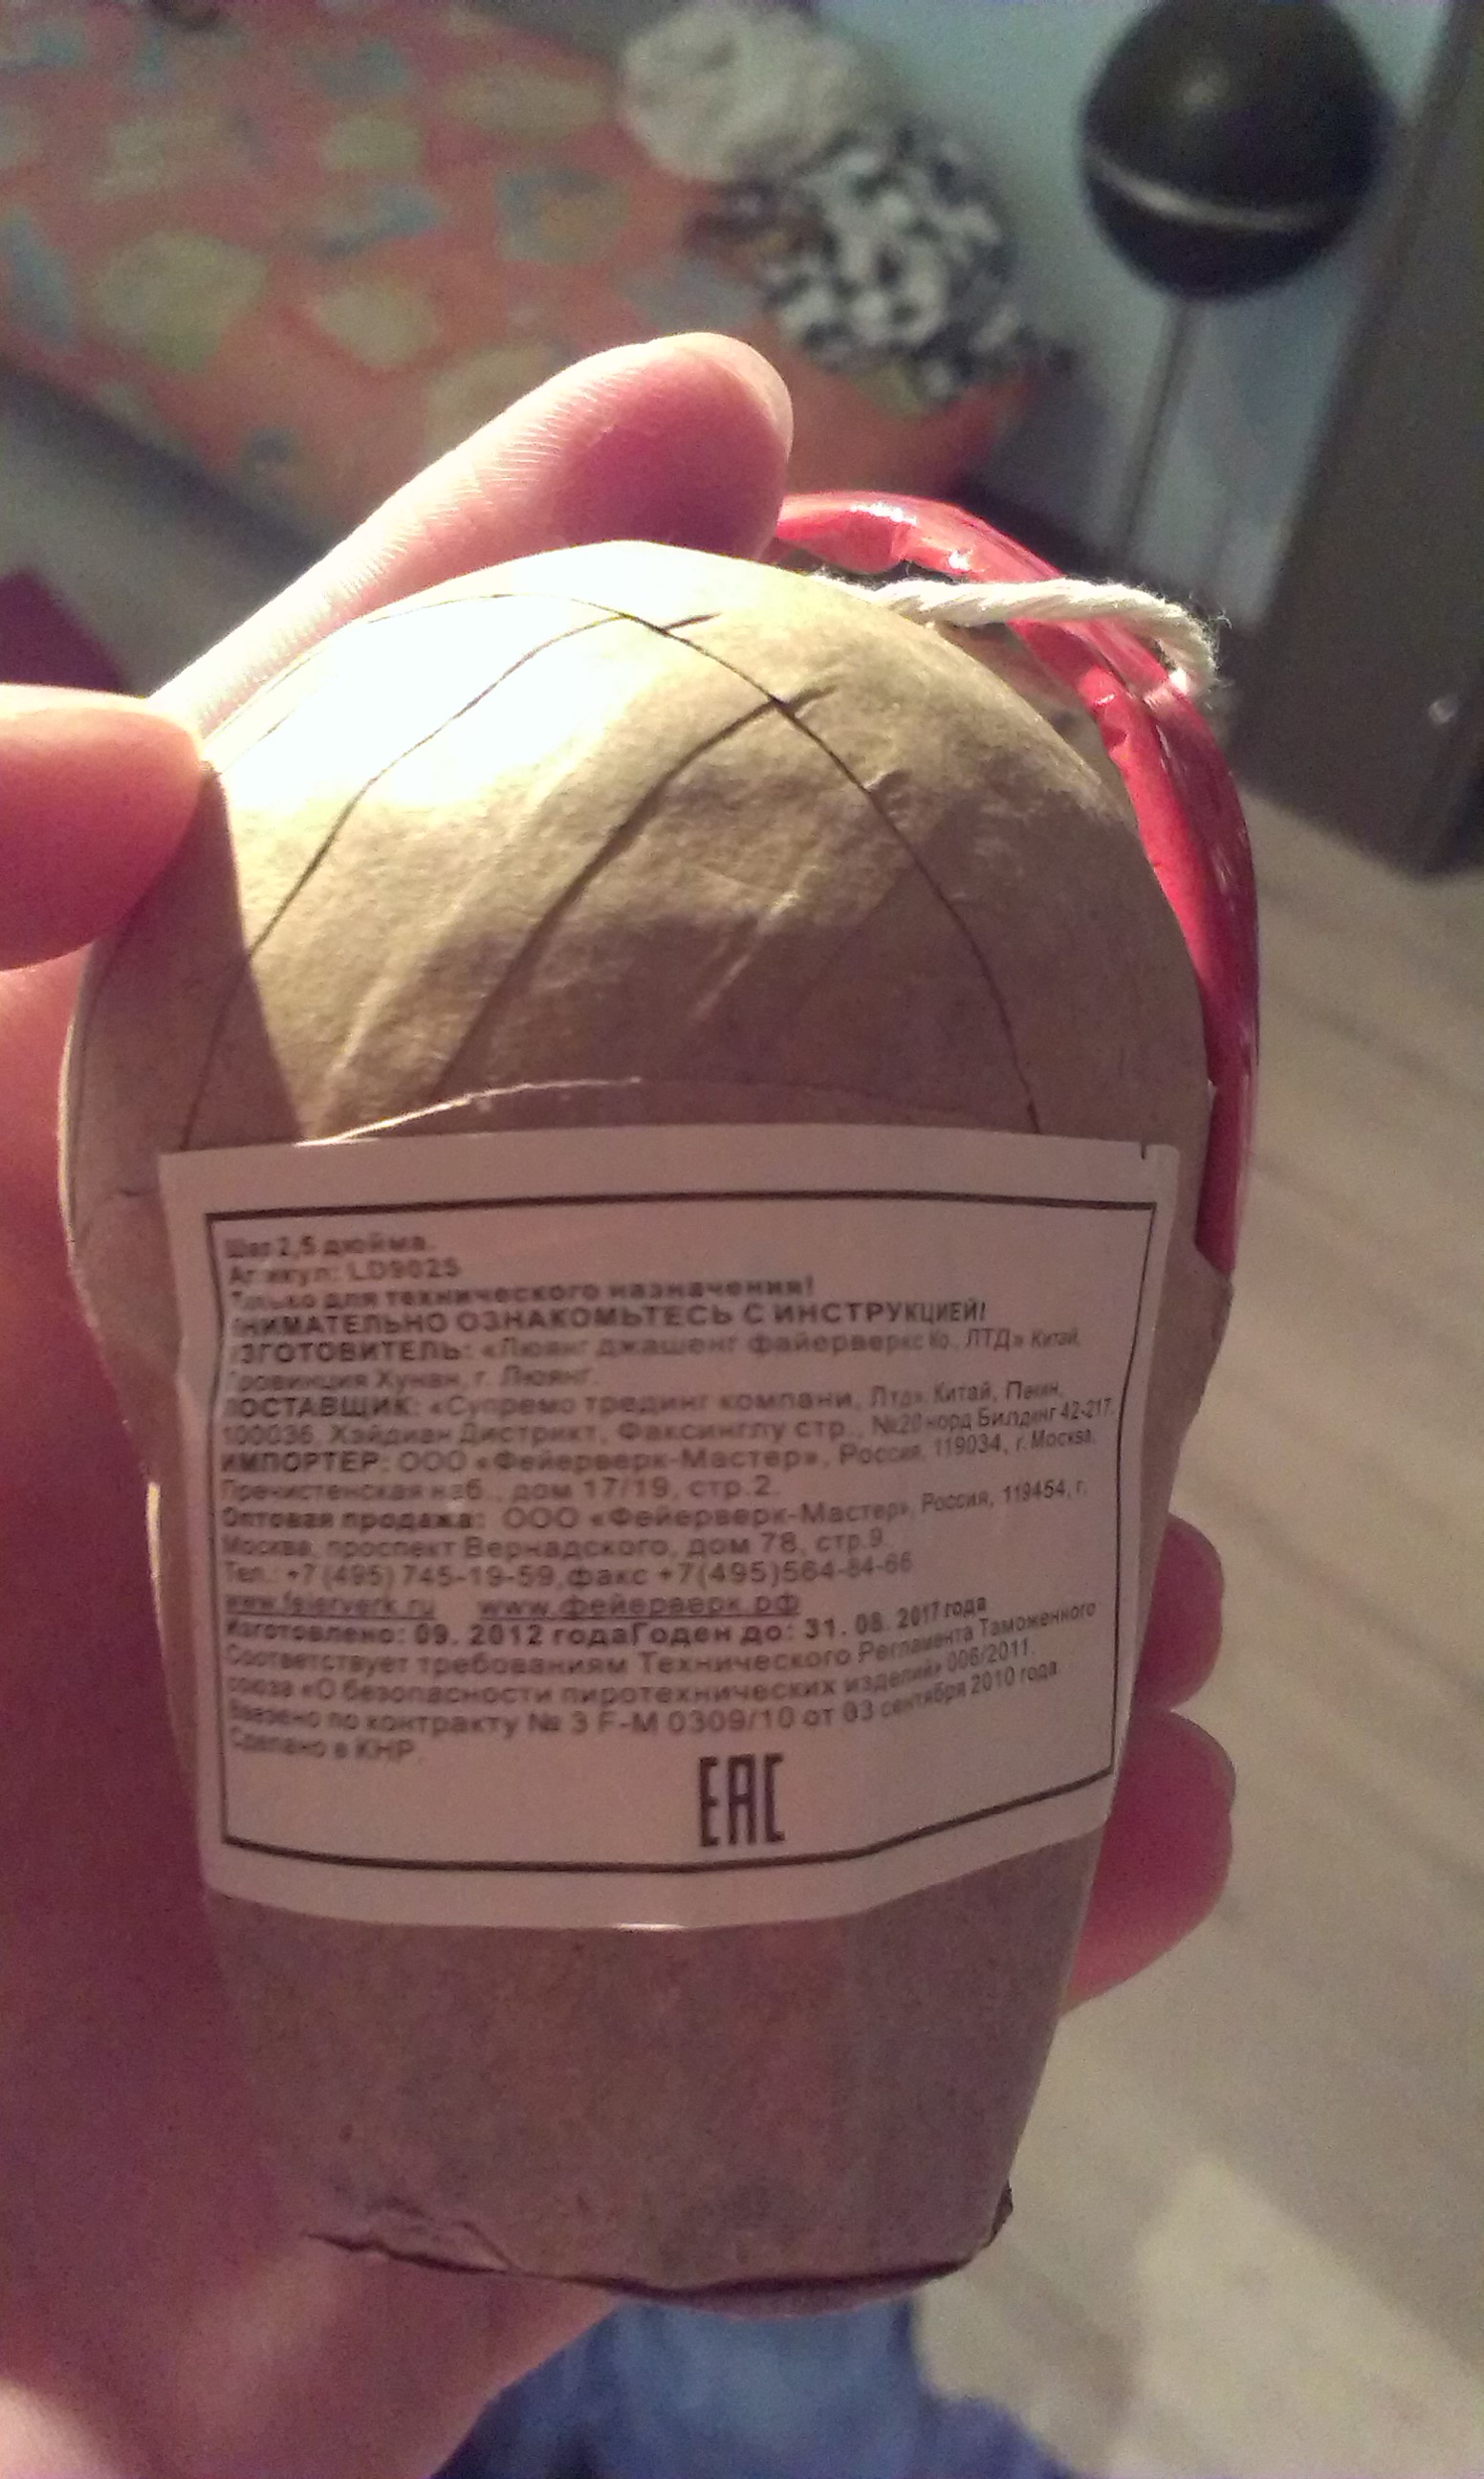 Шар 2,5 дюйма.
Артикул: LD9025
Только для технического назначения!
ВНИМАТЕЛЬНО ОЗНАКОМЬТЕСЬ С ИНСТРУКЦИЕЙ!
ИЗГОТОВИТЕЛЬ: «Люянг джашенг файерверкс Ко., ЛТД» Китай,
Провинция Хунан, г. Люянг.
ПОСТАВЩИК: «Супремо трединг компани, Лтд». Китай, Пекин,
100036, Хэйдиан Дистрикт, Факсинглу стр., №20 норд Билдинг 42-217.
ИМПОРТЕР: ООО «Фейерверк-Мастер», Россия, 119034, г. Москва,
Пречистенская наб., дом 17/19, стр.2.
Оптовая продажа: ООО «Фейерверк-Мастер», Россия, 119454, г.
Москва, проспект Вернадского, дом 78, стр.9.
Тел.: +7 (495) 745-19-59,факс +7(495)564-84-66
www.feierverk.ru www.фейерверк.рф
Изготовлено: 09. 2012 годаГоден до: 31. 08. 2017 года
Соответствует требованиям Технического Регламента Таможенного
союза «О безопасности пиротехнических изделий» 006/2011.
Ввезено по контракту № 3 F-M 0309/10 от 03 сентября 2010 года.
Сделано в КНР.
EAC